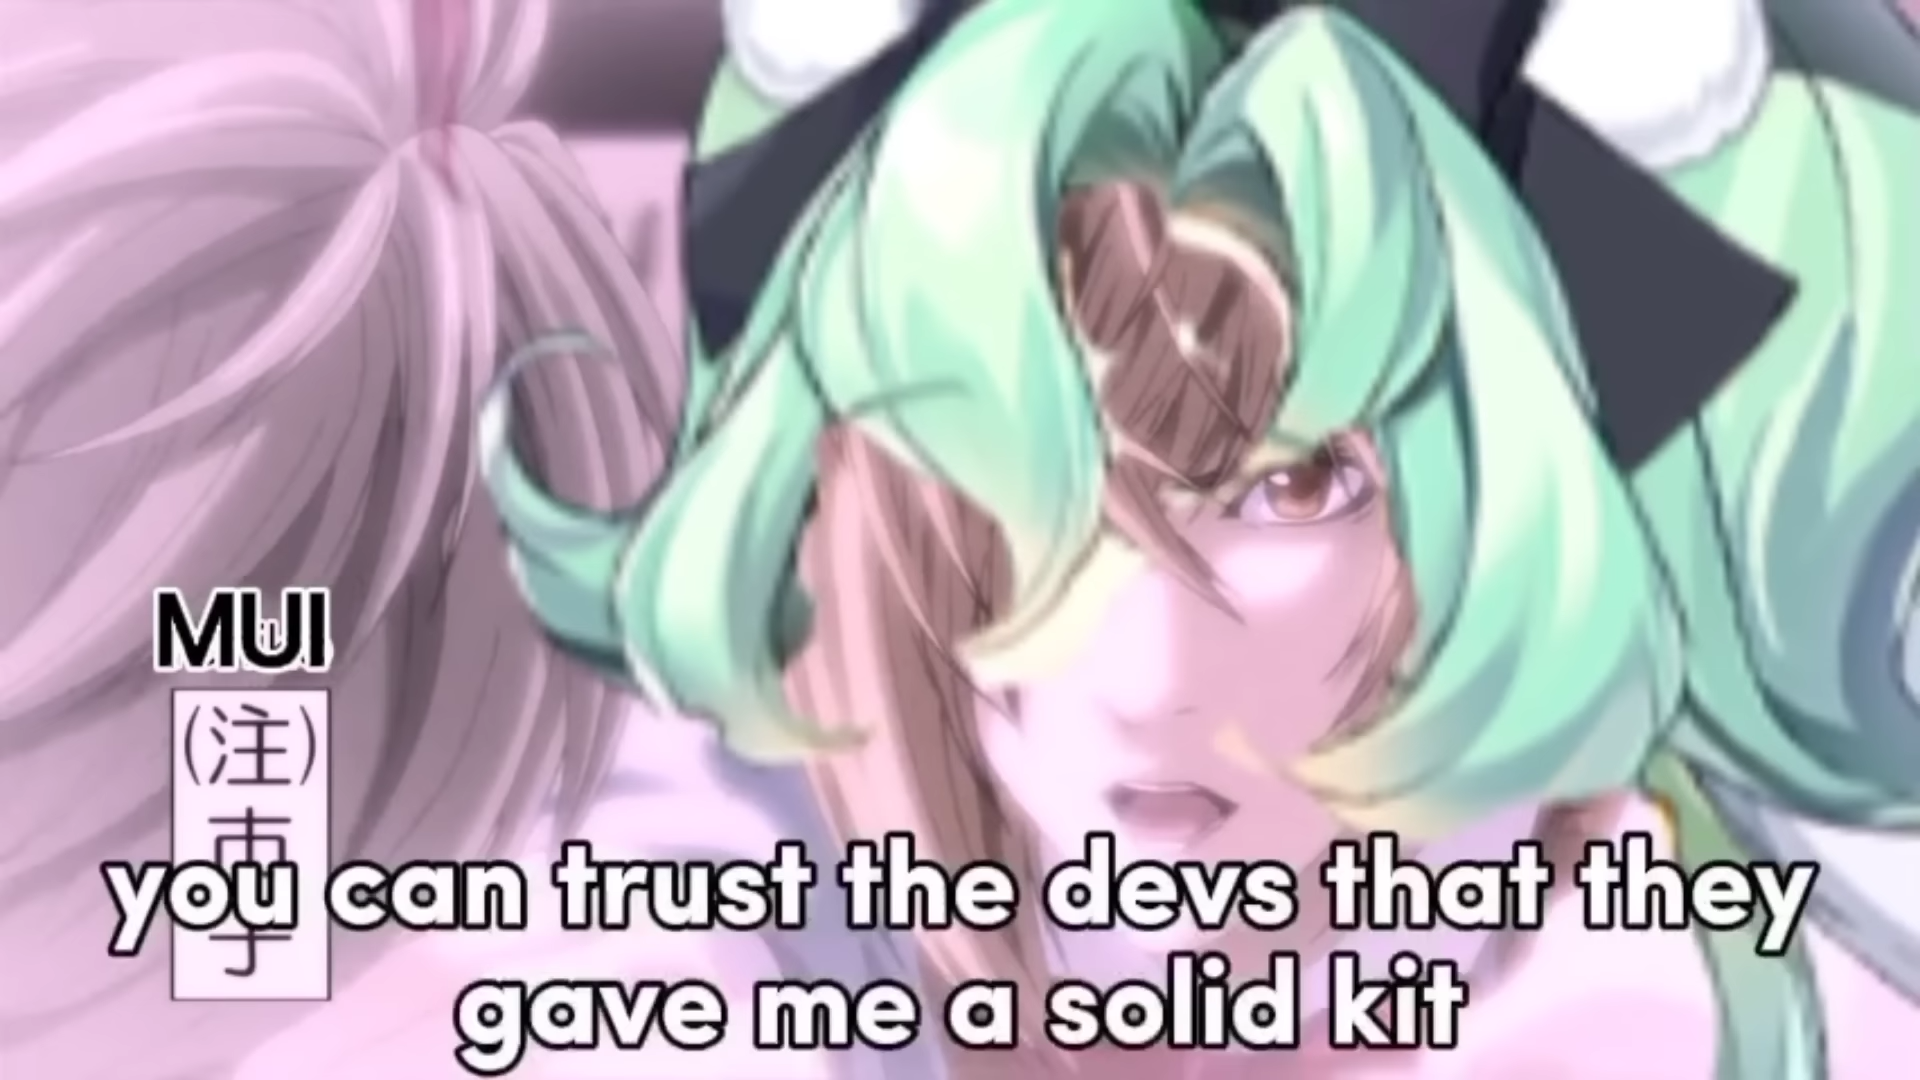 MUI
(注)
you can trust the devs that they
gave me a solid kit